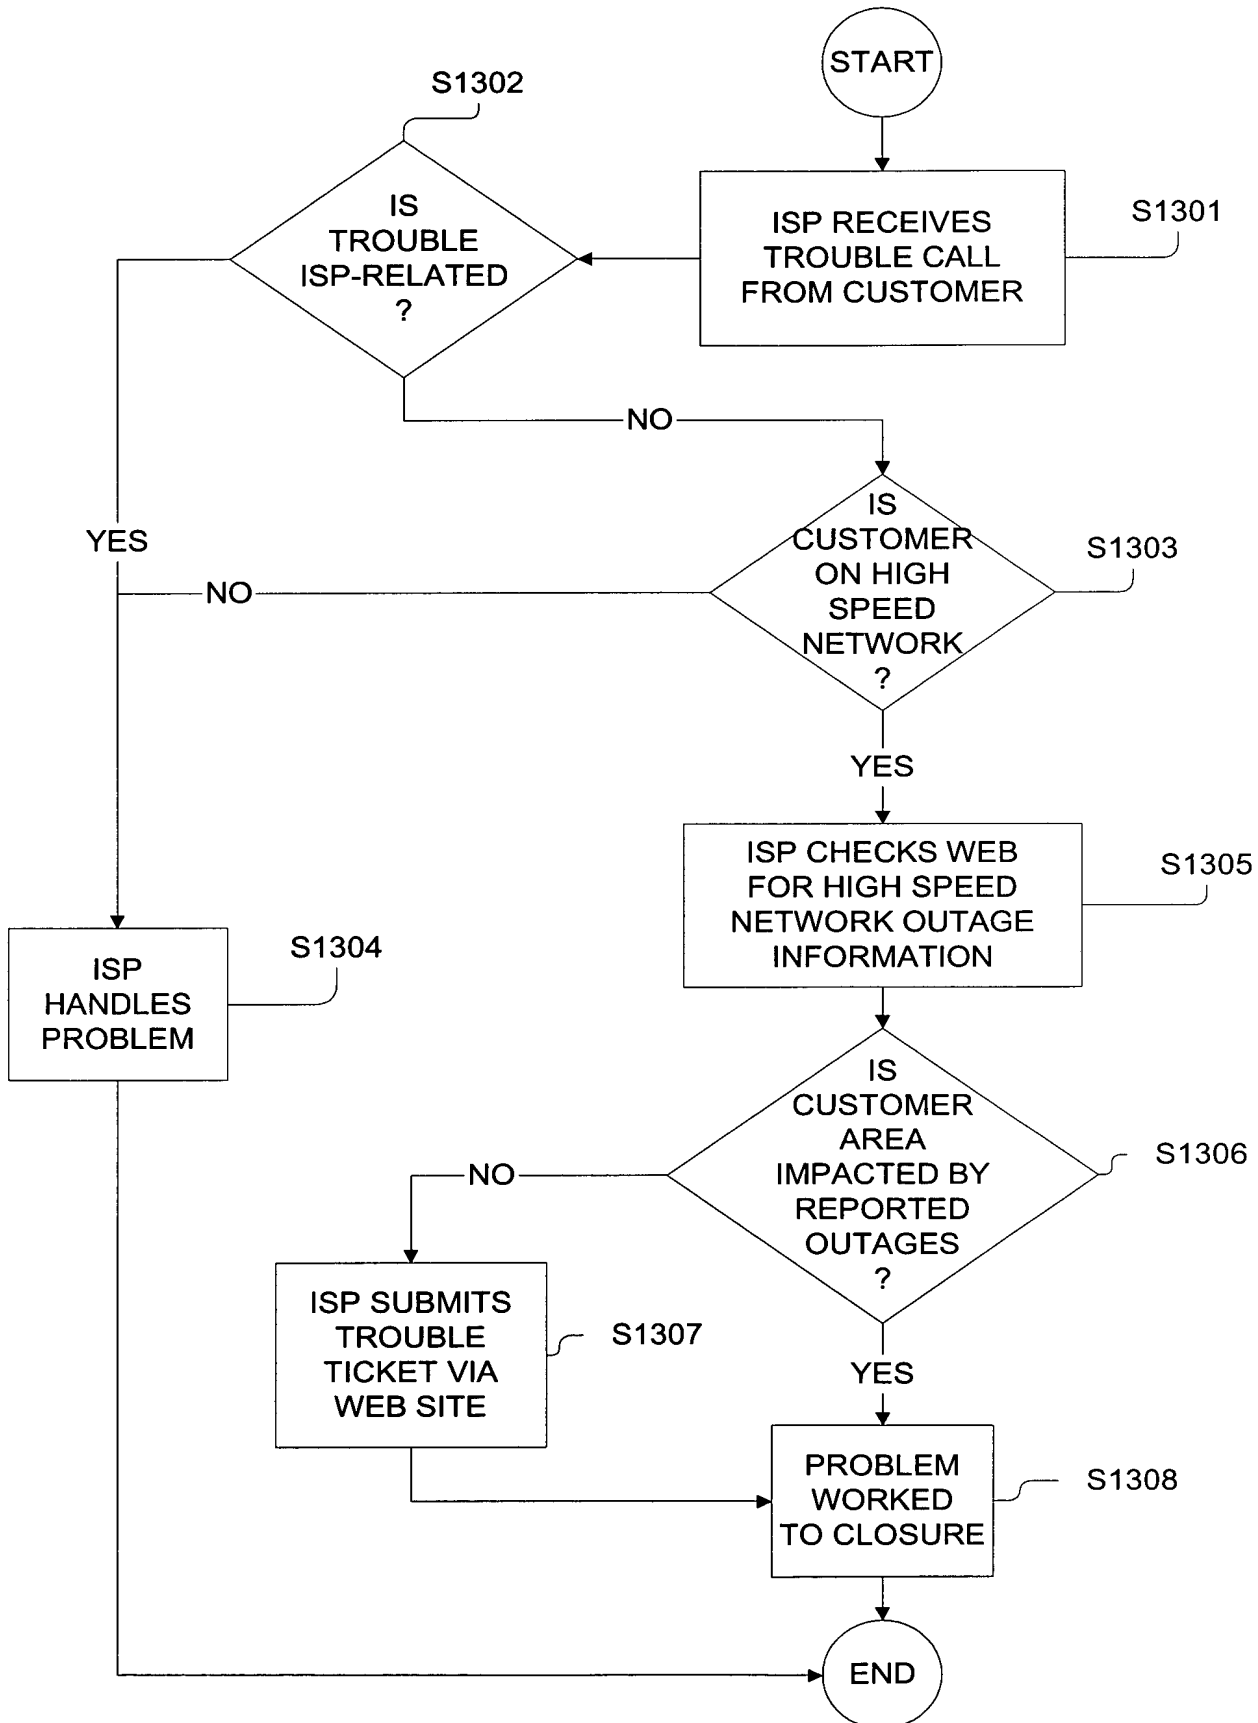 START
S1302
IS
TROUBLE
ISP-RELATED
?
ISP RECEIVES
TROUBLE CALL
FROM CUSTOMER
S1301
NO
IS
CUSTOMER
ON HIGH
SPEED
NETWORK
?
S1303
YES
NO
YES
ISP CHECKS WEB
FOR HIGH SPEED
NETWORK OUTAGE
INFORMATION
S1305
ISP
HANDLES
PROBLEM
S1304
IS
CUSTOMER
AREA
IMPACTED BY
REPORTED
OUTAGES
?
S1306
NO
ISP SUBMITS
TROUBLE
TICKET VIA
WEB SITE
S1307
YES
PROBLEM
WORKED
TO CLOSURE
S1308
END